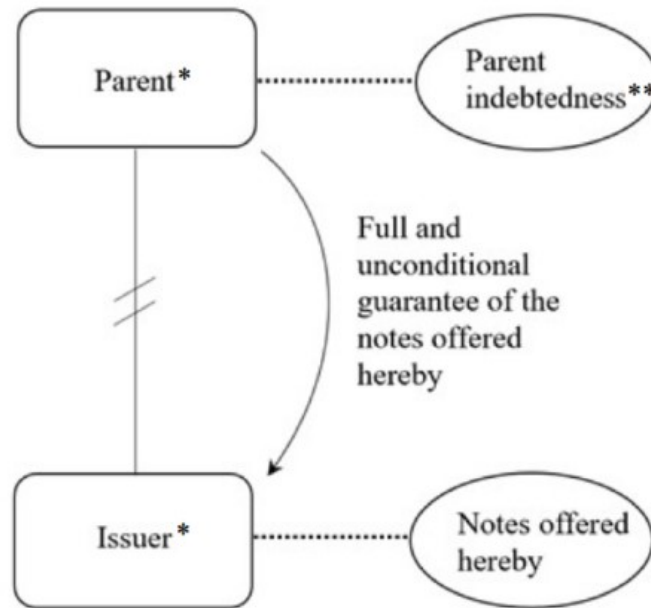 Parent*
Parent
indebtedness**
Full and
unconditional
guarantee of the
notes offered
hereby
Issuer*
Notes offered
hereby